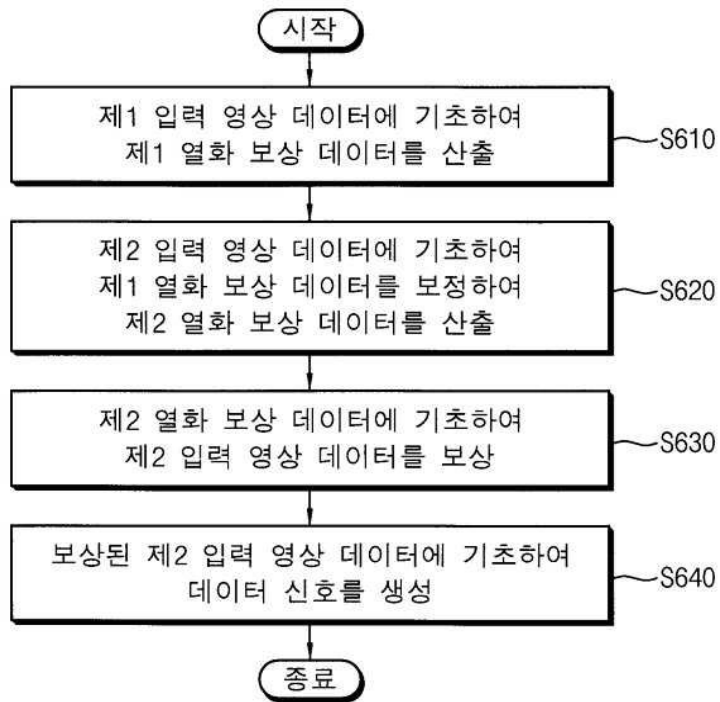 시작
제1 입력 영상 데이터에 기초하여
제1 열화 보상 데이터를 산출
S610
제2 입력 영상 데이터에 기초하여
제1 열화 보상 데이터를 보정하여
제2 열화 보상 데이터를 산출
S620
제2 열화 보상 데이터에 기초하여
제2 입력 영상 데이터를 보상
S630
보상된 제2 입력 영상 데이터에 기초하여
데이터 신호를 생성
S640
종료